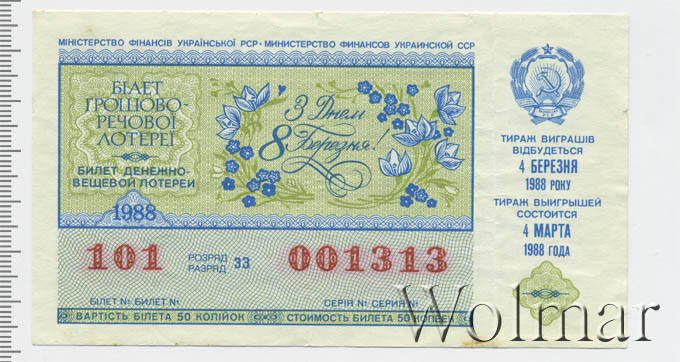 МІНІСТЕРСТВО ФІНАНСІВ УКРАЇНСЬКОЇ РСР · МИНИСТЕРСТВО ФИНАНСОВ УКРАИНСКОЙ ССР
БІЛЕТ
ГРОШОВО-
РЕЧОВОЇ
ЛОТЕРЕЇ
БИЛЕТ ДЕНЕЖНО-
ВЕЩЕВОЙ ЛОТЕРЕИ
1988
З Днем
8 Березня!
101
РОЗРЯД
РАЗРЯД 33
001313
БІЛЕТ № БИЛЕТ №
СЕРІЯ № СЕРИЯ №
ВАРТІСТЬ БІЛЕТА 50 КОПІЙОК
СТОИМОСТЬ БИЛЕТА 50 КОПЕЕК
ТИРАЖ ВИГРАШІВ
ВІДБУДЕТЬСЯ
4 БЕРЕЗНЯ
1988 РОКУ
ТИРАЖ ВЫИГРЫШЕЙ
СОСТОИТСЯ
4 МАРТА
1988 ГОДА
Wolmar